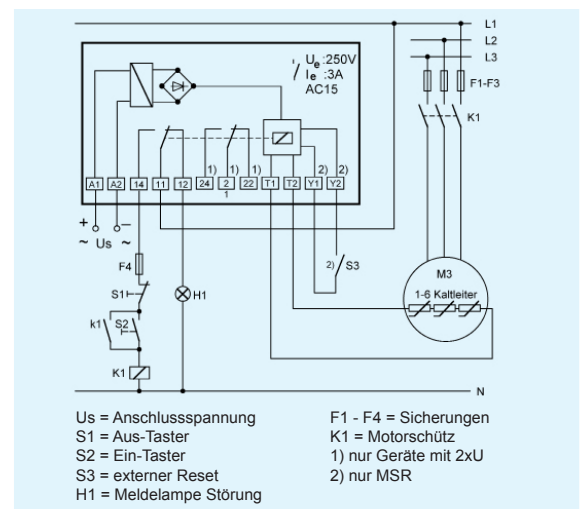 L1
L2
L3
Ue :250V
Ie :3A
AC15
F1-F3
K1
1) 1) 2) 2)
A1 A2 14 11 12 24 2 22 T1 T2 Y1 Y2
1
+ –
~ Us ~
F4
2) S3
M3
S1
H1
1-6 Kaltleiter
k1 S2
K1
N
Us = Anschlussspannung
S1 = Aus-Taster
S2 = Ein-Taster
S3 = externer Reset
H1 = Meldelampe Störung
F1 - F4 = Sicherungen
K1 = Motorschütz
1) nur Geräte mit 2xU
2) nur MSR